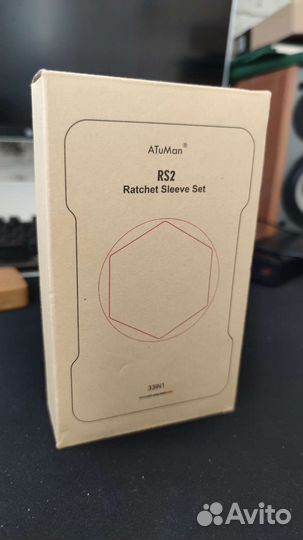 ATuMan®
RS2
Ratchet Sleeve Set
33IN1
Avito